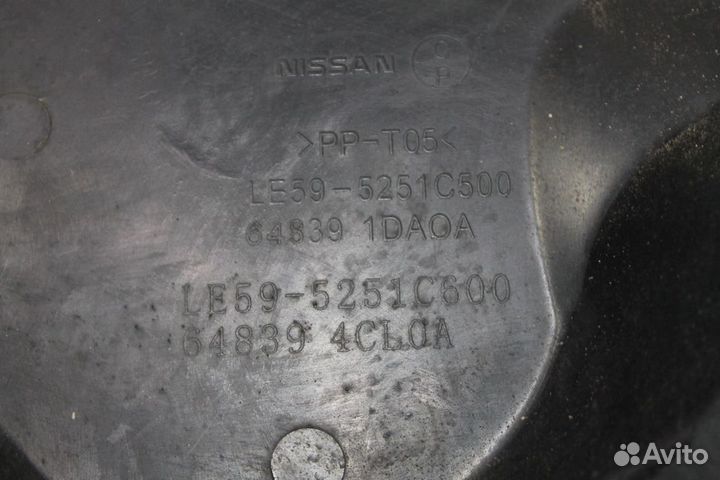 NISSAN
C
P
>PP-T05<
LE59-5251C500
64839 1DA0A
LE59-5251C600
64839 4CL0A
Avito